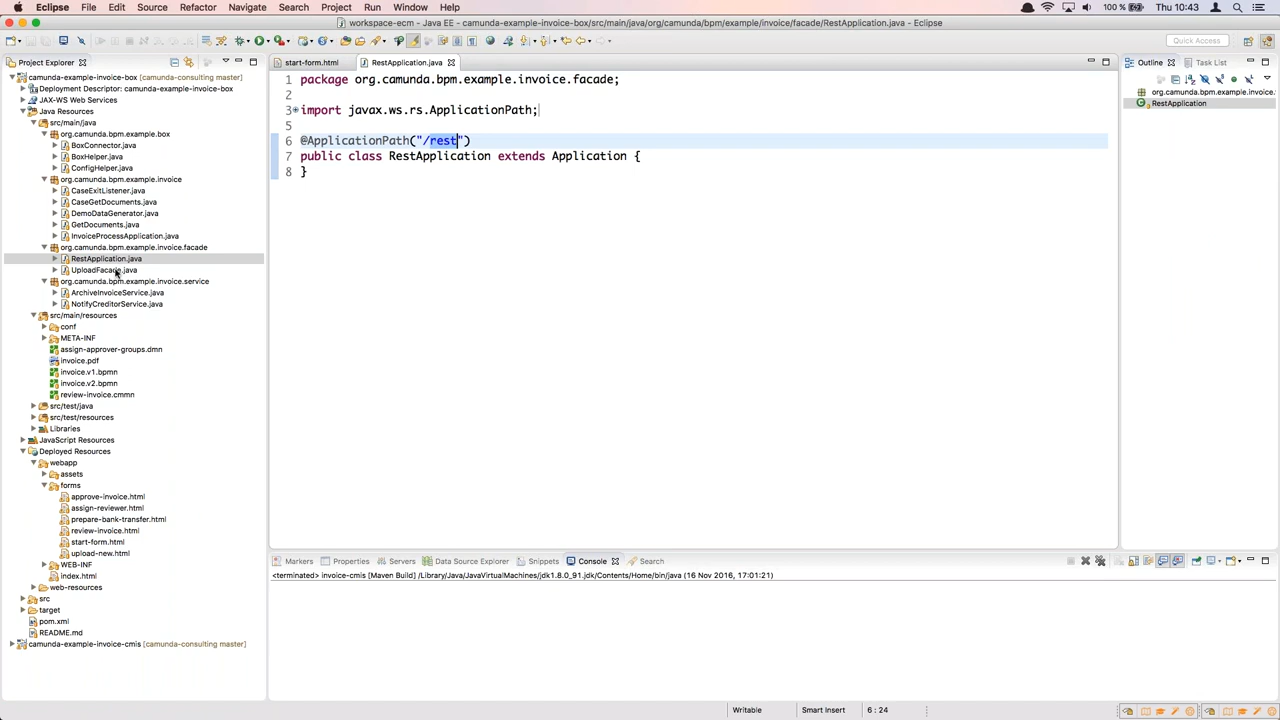 Eclipse File Edit Source Refactor Navigate Search Project Run Window Help
100 % Thu 10:43
workspace-ecm - Java EE - camunda-example-invoice-box/src/main/java/org/camunda/bpm/example/invoice/facade/RestApplication.java - Eclipse
Quick Access
Project Explorer
camunda-example-invoice-box (camunda-consulting master)
Deployment Descriptor: camunda-example-invoice-box
JAX-WS Web Services
Java Resources
src/main/java
org.camunda.bpm.example.box
BoxConnector.java
BoxHelper.java
ConfigHelper.java
org.camunda.bpm.example.invoice
CaseExitListener.java
CaseGetDocuments.java
DemoDataGenerator.java
GetDocuments.java
InvoiceProcessApplication.java
org.camunda.bpm.example.invoice.facade
RestApplication.java
UploadFacade.java
org.camunda.bpm.example.invoice.service
ArchiveInvoiceService.java
NotifyCreditorService.java
src/main/resources
conf
META-INF
assign-approver-groups.dmn
invoice.pdf
invoice.v1.bpmn
invoice.v2.bpmn
review-invoice.cmmn
src/test/java
src/test/resources
Libraries
JavaScript Resources
Deployed Resources
webapp
assets
forms
approve-invoice.html
assign-reviewer.html
prepare-bank-transfer.html
review-invoice.html
start-form.html
upload-new.html
WEB-INF
index.html
web-resources
src
target
pom.xml
README.md
camunda-example-invoice-cmis (camunda-consulting master)
start-form.html RestApplication.java
1 package org.camunda.bpm.example.invoice.facade;
2
3 import javax.ws.rs.ApplicationPath;
5
6 @ApplicationPath("/rest")
7 public class RestApplication extends Application {
8 }
Outline Task List
org.camunda.bpm.example.invoice.
RestApplication
Markers Properties Servers Data Source Explorer Snippets Console Search
<terminated> invoice-cmis [Maven Build] /Library/Java/JavaVirtualMachines/jdk1.8.0_91.jdk/Contents/Home/bin/java (16 Nov 2016, 17:01:21)
Writable Smart Insert 6 : 24